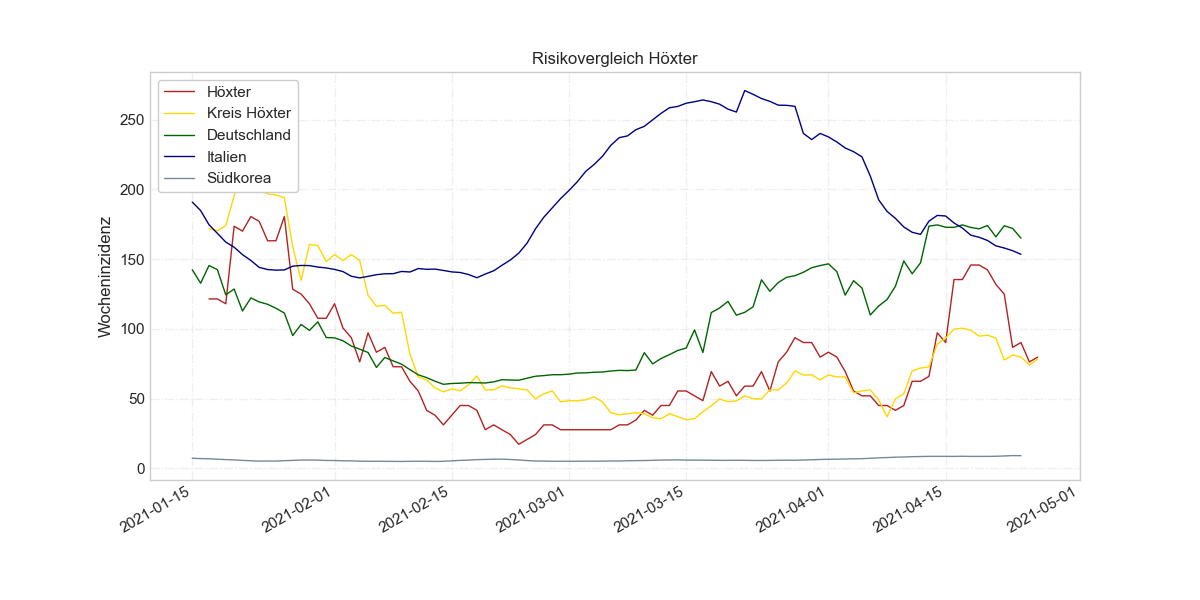 Risikovergleich Höxter
Höxter
Kreis Höxter
Deutschland
Italien
Südkorea
Wocheninzidenz
250
200
150
100
50
0
2021-01-15
2021-02-01
2021-02-15
2021-03-01
2021-03-15
2021-04-01
2021-04-15
2021-05-01